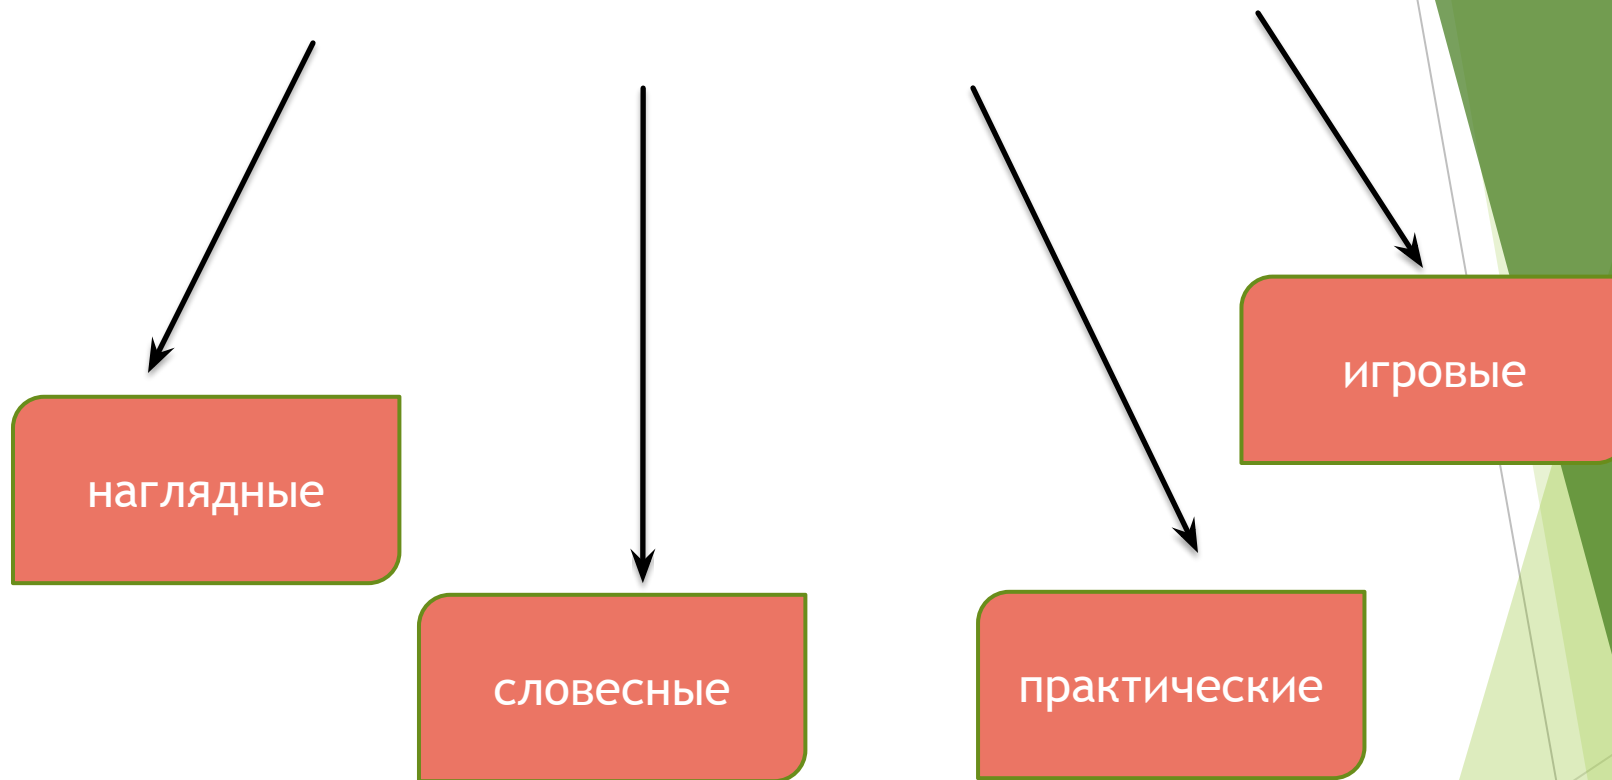 наглядные
словесные
практические
игровые